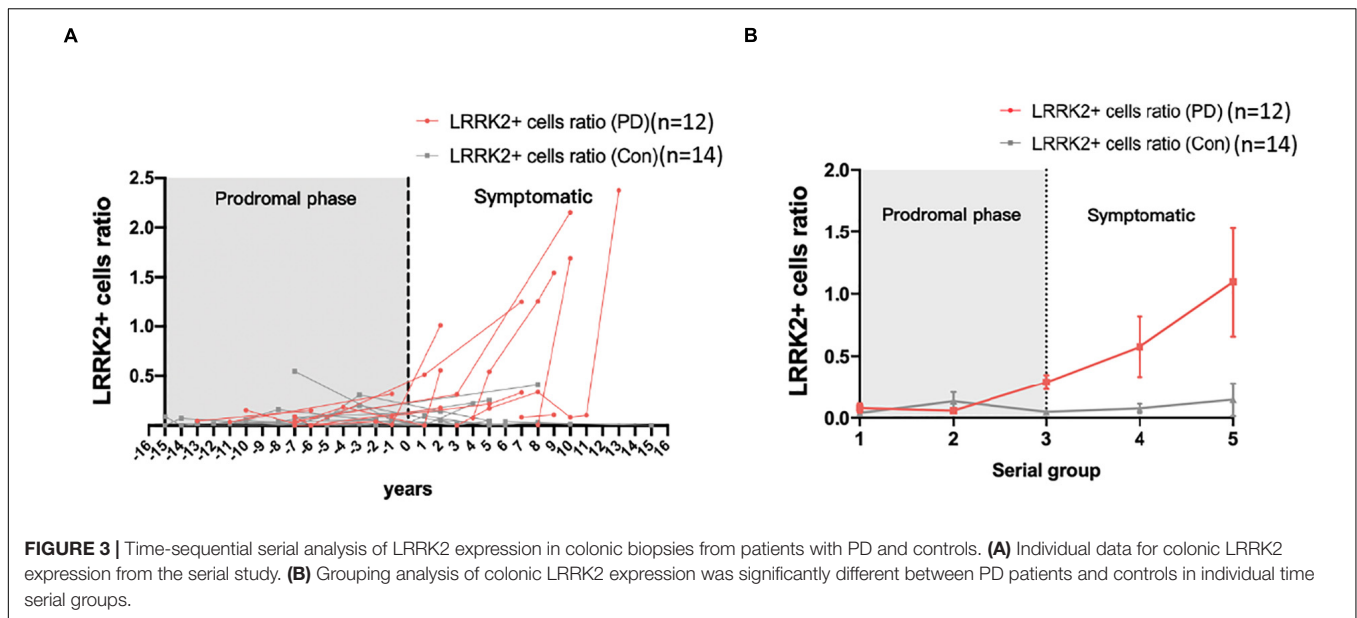 A
B
LRRK2+ cells ratio (PD)(n=12)
LRRK2+ cells ratio (Con)(n=14)
LRRK2+ cells ratio
2.5
2.0
1.5
1.0
0.5
Prodromal phase
Symptomatic
-16 -15 -14 -13 -12 -11 -10 -9 -8 -7 -6 -5 -4 -3 -2 -1 0 1 2 3 4 5 6 7 8 9 10 11 12 13 14 15 16
years
LRRK2+ cells ratio (PD) (n=12)
LRRK2+ cells ratio (Con) (n=14)
LRRK2+ cells ratio
2.0
1.5
1.0
0.5
0.0
Prodromal phase
Symptomatic
1 2 3 4 5
Serial group
FIGURE 3 | Time-sequential serial analysis of LRRK2 expression in colonic biopsies from patients with PD and controls. (A) Individual data for colonic LRRK2
expression from the serial study. (B) Grouping analysis of colonic LRRK2 expression was significantly different between PD patients and controls in individual time
serial groups.